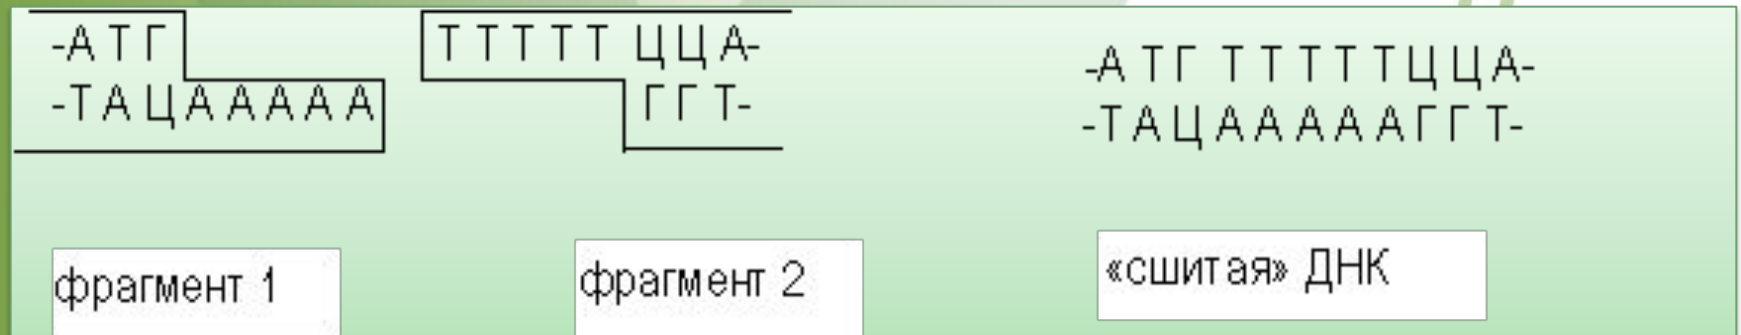 -А Т Г
-Т А Ц А А А А А
Т Т Т Т Т Ц Ц А-
Г Г Т-
-А Т Г Т Т Т Т Т Ц Ц А-
-Т А Ц А А А А А Г Г Т-
фрагмент 1
фрагмент 2
«сшитая» ДНК